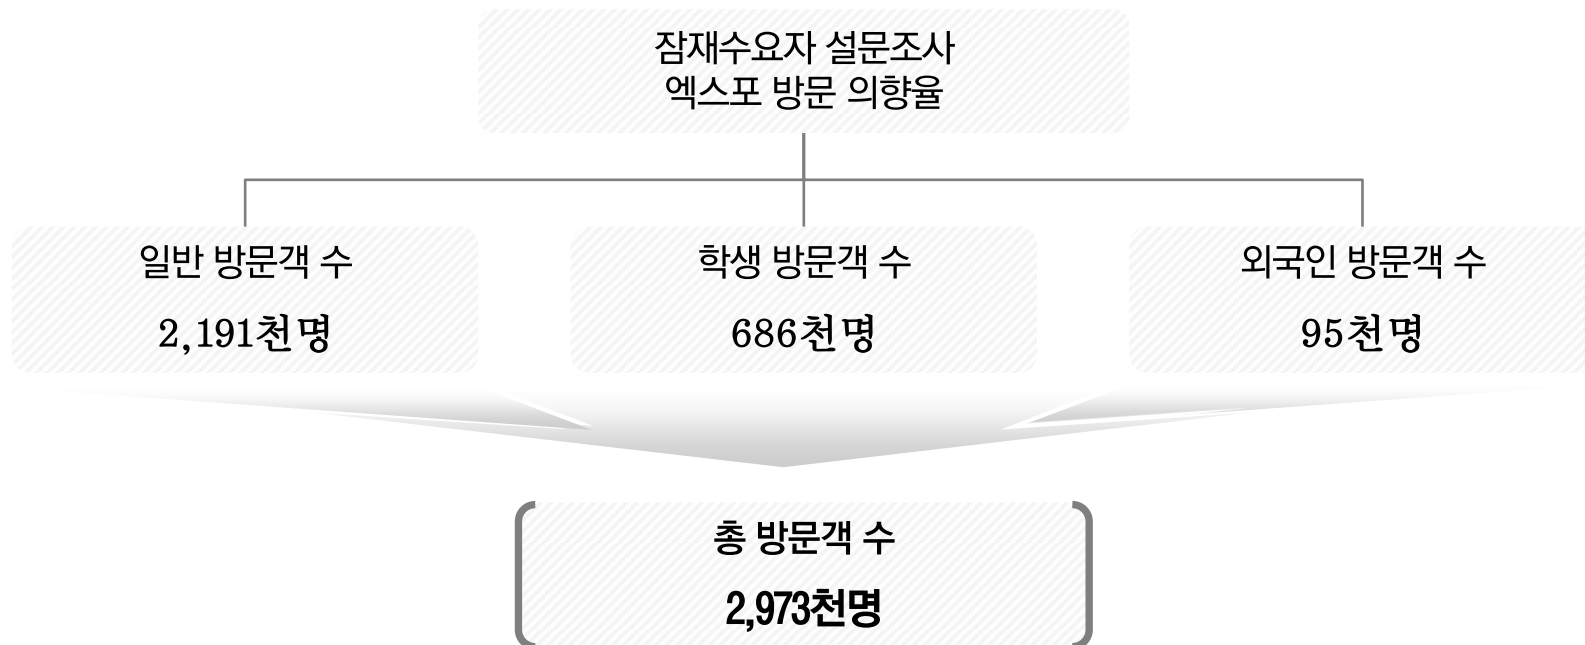 잠재수요자 설문조사
엑스포 방문 의향율
일반 방문객 수
2,191천명
학생 방문객 수
686천명
외국인 방문객 수
95천명
총 방문객 수
2,973천명